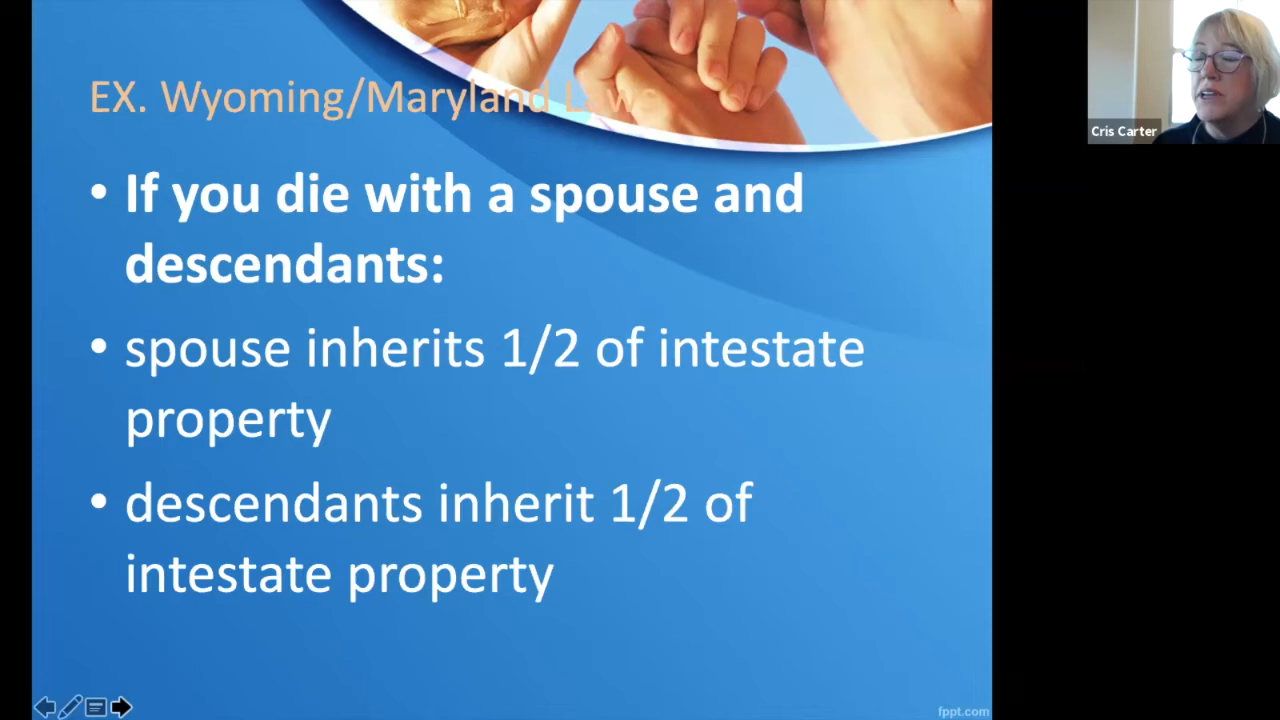 EX. Wyoming/Maryland Laws
• If you die with a spouse and
descendants:
• spouse inherits 1/2 of intestate
property
• descendants inherit 1/2 of
intestate property
Cris Carter
fppt.com